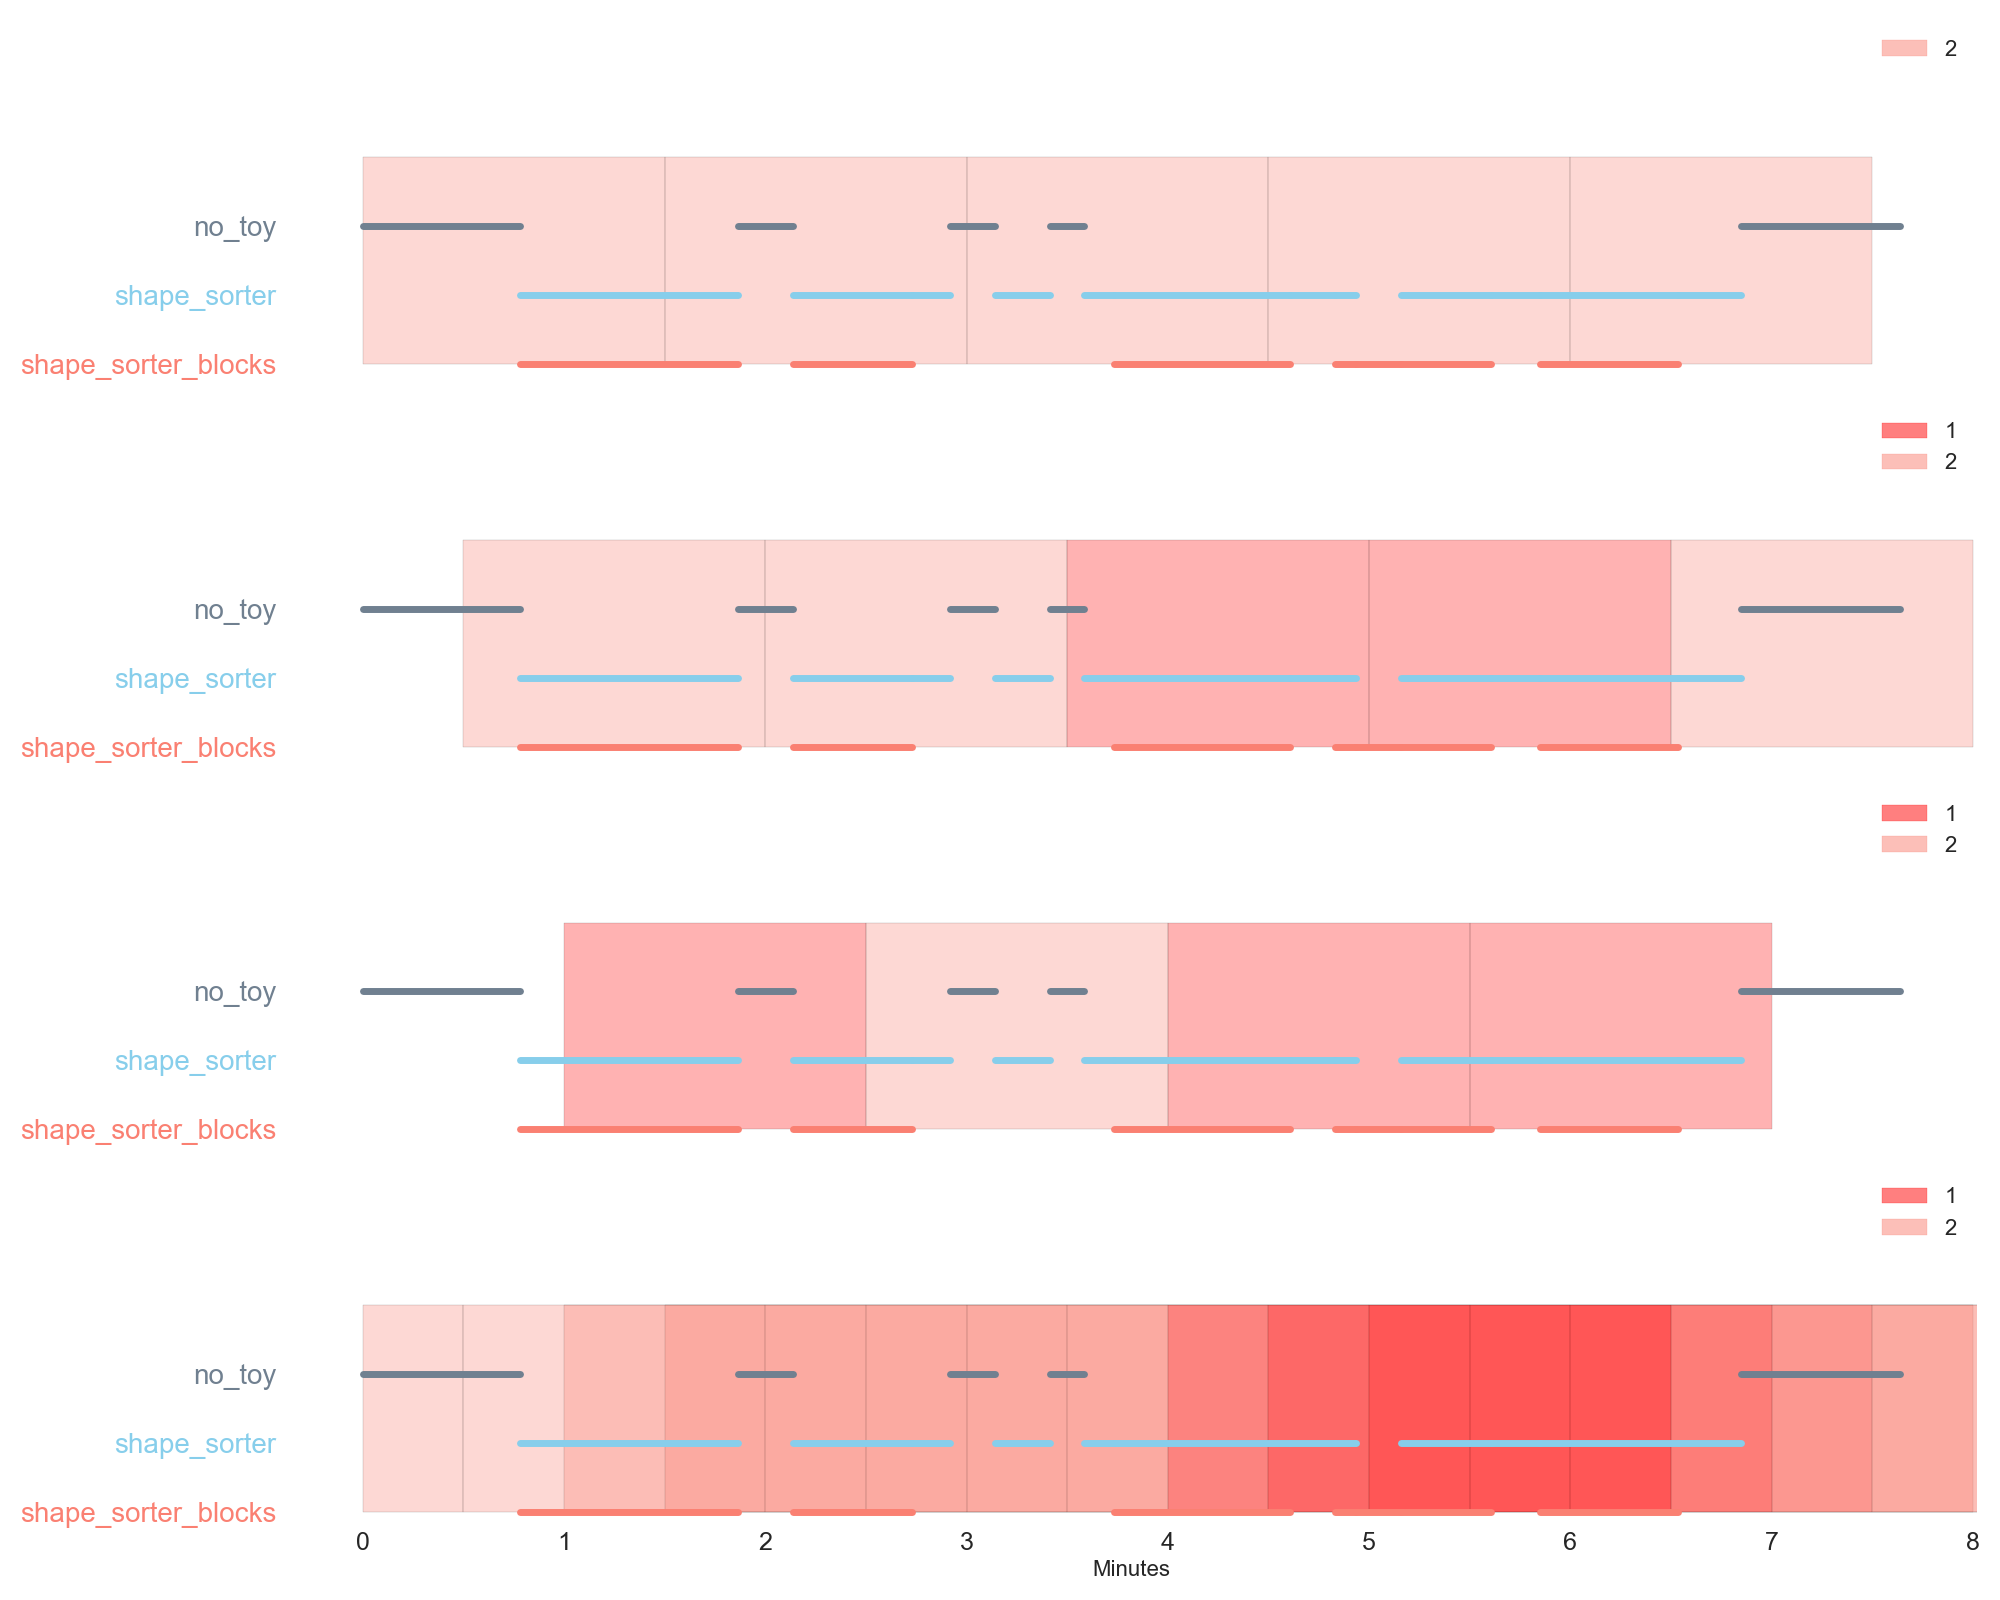 2
no_toy
shape_sorter
shape_sorter_blocks
1
2
no_toy
shape_sorter
shape_sorter_blocks
1
2
no_toy
shape_sorter
shape_sorter_blocks
1
2
no_toy
shape_sorter
shape_sorter_blocks
0 1 2 3 4 5 6 7 8
Minutes